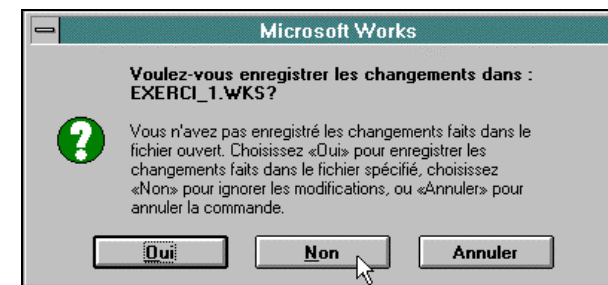 Microsoft Works
Voulez-vous enregistrer les changements dans :
EXERCI_1.WKS?
Vous n'avez pas enregistré les changements faits dans le
fichier ouvert. Choisissez «Oui» pour enregistrer les
changements faits dans le fichier spécifié, choisissez
«Non» pour ignorer les modifications, ou «Annuler» pour
annuler la commande.
Oui Non Annuler